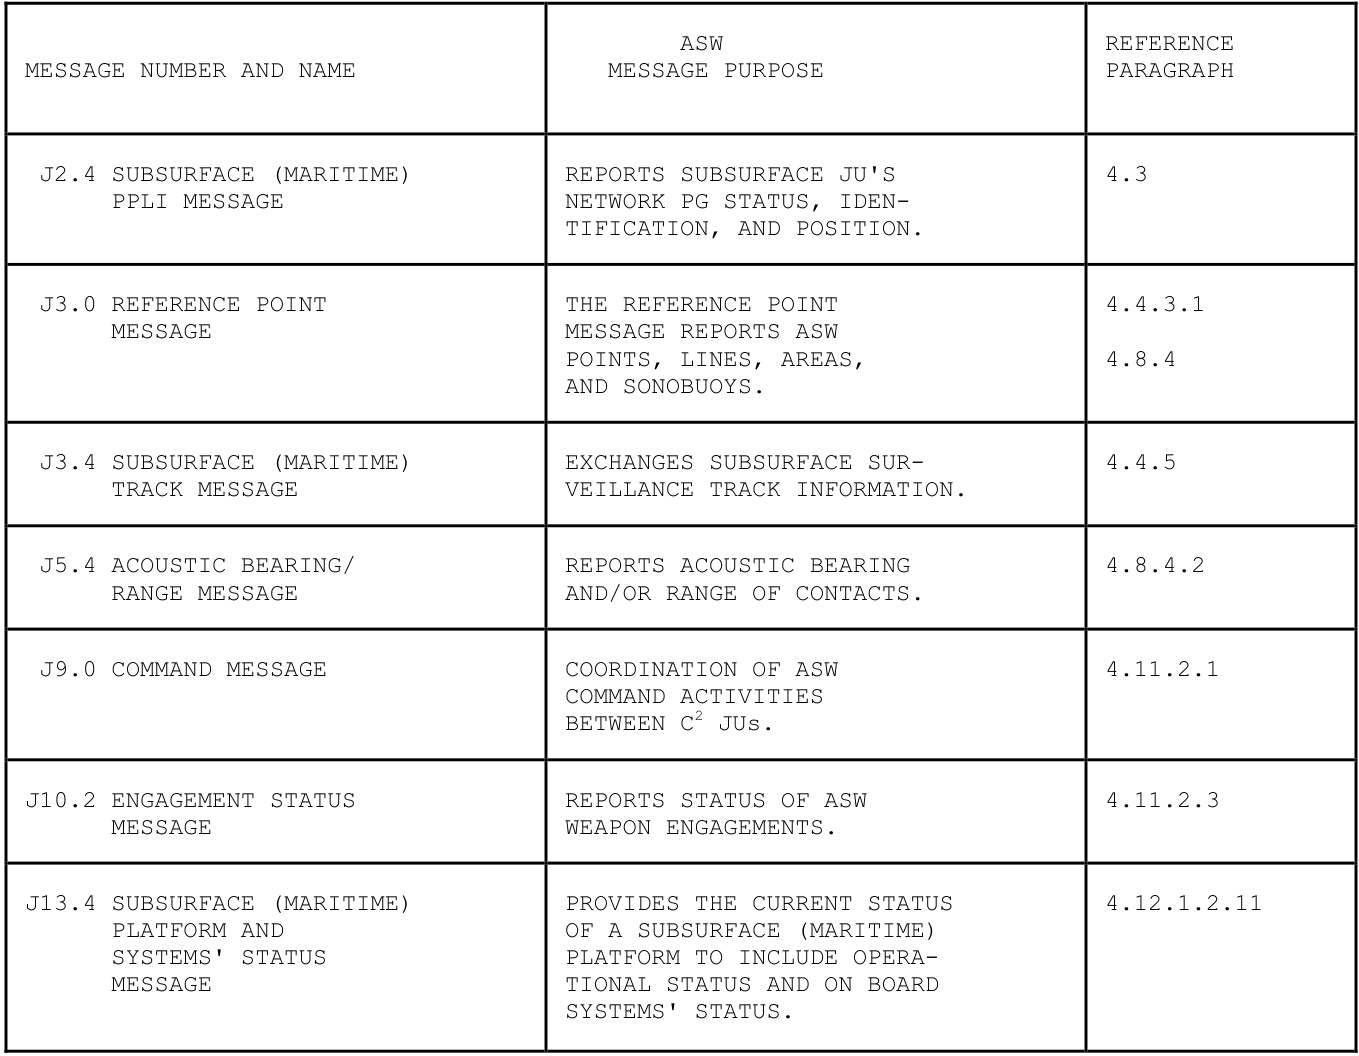 MESSAGE NUMBER AND NAME
ASW
MESSAGE PURPOSE
REFERENCE
PARAGRAPH
J2.4 SUBSURFACE (MARITIME)
PPLI MESSAGE
REPORTS SUBSURFACE JU'S
NETWORK PG STATUS, IDEN-
TIFICATION, AND POSITION.
4.3
J3.0 REFERENCE POINT
MESSAGE
THE REFERENCE POINT
MESSAGE REPORTS ASW
POINTS, LINES, AREAS,
AND SONOBUOYS.
4.4.3.1
4.8.4
J3.4 SUBSURFACE (MARITIME)
TRACK MESSAGE
EXCHANGES SUBSURFACE SUR-
VEILLANCE TRACK INFORMATION.
4.4.5
J5.4 ACOUSTIC BEARING/
RANGE MESSAGE
REPORTS ACOUSTIC BEARING
AND/OR RANGE OF CONTACTS.
4.8.4.2
J9.0 COMMAND MESSAGE
COORDINATION OF ASW
COMMAND ACTIVITIES
BETWEEN C² JUs.
4.11.2.1
J10.2 ENGAGEMENT STATUS
MESSAGE
REPORTS STATUS OF ASW
WEAPON ENGAGEMENTS.
4.11.2.3
J13.4 SUBSURFACE (MARITIME)
PLATFORM AND
SYSTEMS' STATUS
MESSAGE
PROVIDES THE CURRENT STATUS
OF A SUBSURFACE (MARITIME)
PLATFORM TO INCLUDE OPERA-
TIONAL STATUS AND ON BOARD
SYSTEMS' STATUS.
4.12.1.2.11